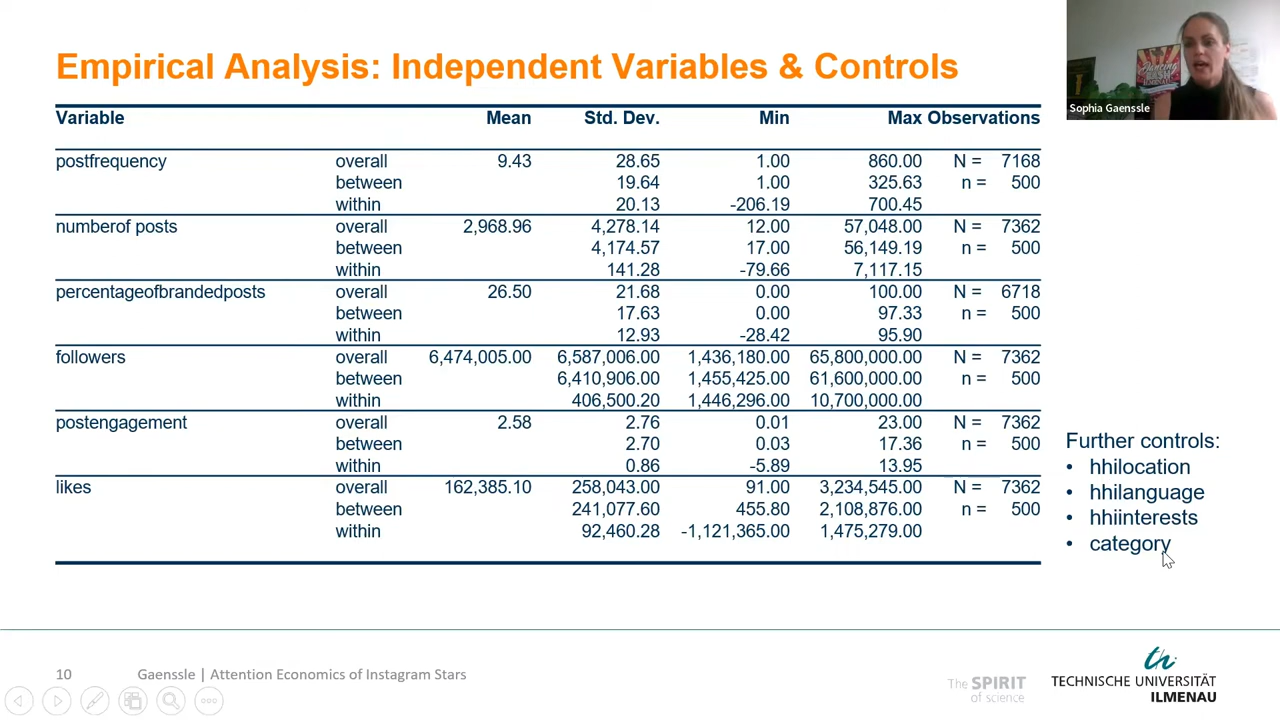 Empirical Analysis: Independent Variables & Controls
Sophia Gaenssle
Variable Mean Std. Dev. Min Max Observations
postfrequency overall 9.43 28.65 1.00 860.00 N = 7168
between 19.64 1.00 325.63 n = 500
within 20.13 -206.19 700.45
numberof posts overall 2,968.96 4,278.14 12.00 57,048.00 N = 7362
between 4,174.57 17.00 56,149.19 n = 500
within 141.28 -79.66 7,117.15
percentageofbrandedposts overall 26.50 21.68 0.00 100.00 N = 6718
between 17.63 0.00 97.33 n = 500
within 12.93 -28.42 95.90
followers overall 6,474,005.00 6,587,006.00 1,436,180.00 65,800,000.00 N = 7362
between 6,410,906.00 1,455,425.00 61,600,000.00 n = 500
within 406,500.20 1,446,296.00 10,700,000.00
postengagement overall 2.58 2.76 0.01 23.00 N = 7362
between 2.70 0.03 17.36 n = 500
within 0.86 -5.89 13.95
likes overall 162,385.10 258,043.00 91.00 3,234,545.00 N = 7362
between 241,077.60 455.80 2,108,876.00 n = 500
within 92,460.28 -1,121,365.00 1,475,279.00
Further controls:
• hhilocation
• hhilanguage
• hhiinterests
• category
10 Gaenssle | Attention Economics of Instagram Stars
The SPIRIT
of science
th
TECHNISCHE UNIVERSITÄT
ILMENAU